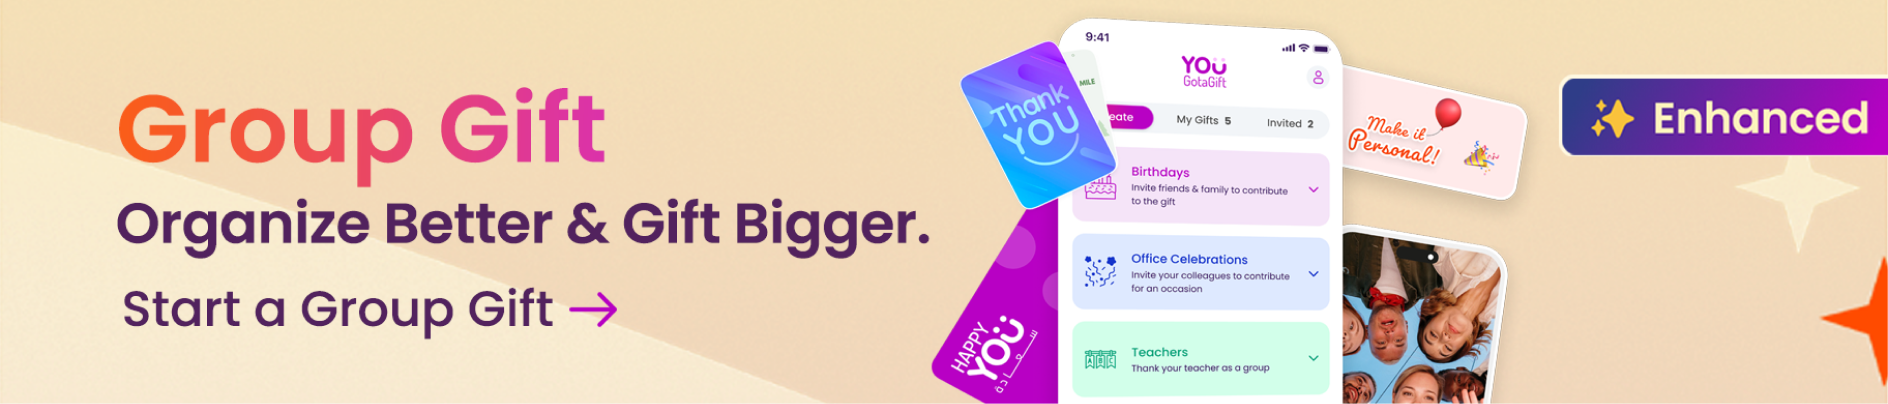 Group Gift
Organize Better & Gift Bigger.
Start a Group Gift →
Thank
YOU
MILE
HAPPY
YOU
9:41
YOU
GotaGift
eate
My Gifts 5
Invited 2
Birthdays
Invite friends & family to contribute
to the gift
Office Celebrations
Invite your colleagues to contribute
for an occasion
ABC
Teachers
Thank your teacher as a group
Make it
Personal!
Enhanced